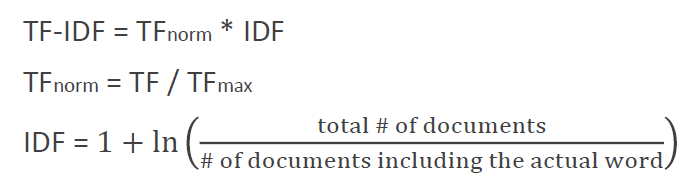 TF-IDF = TFnorm * IDF
TFnorm = TF / TFmax
IDF = 1 + ln(total # of documents / # of documents including the actual word)